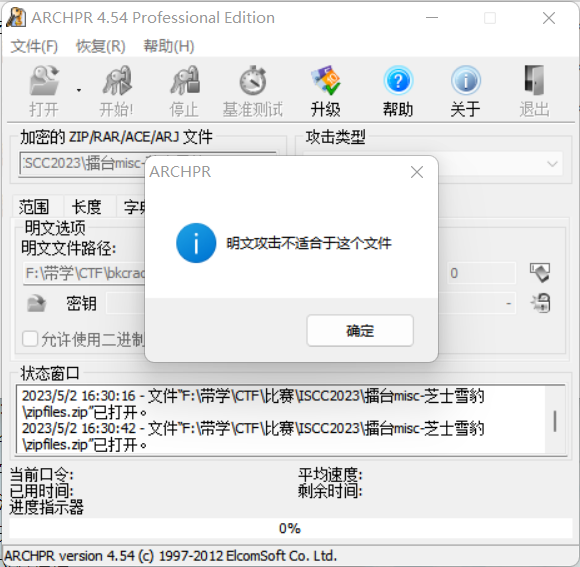 ARCHPR 4.54 Professional Edition
文件(F) 恢复(R) 帮助(H)
打开 开始! 停止 基准测试 升级 帮助 关于 退出
加密的 ZIP/RAR/ACE/ARJ 文件 攻击类型
ISCC2023\擂台misc-
ARCHPR
范围 长度
明文选项
明文文件路径:
明文攻击不适合于这个文件
F:\带学\CTF\bkcrac 0
密钥 -
确定
允许使用二进制
状态窗口
2023/5/2 16:30:16 - 文件"F:\带学\CTF\比赛\ISCC2023\擂台misc-芝士雪豹
\zipfiles.zip"已打开。
2023/5/2 16:30:42 - 文件"F:\带学\CTF\比赛\ISCC2023\擂台misc-芝士雪豹
\zipfiles.zip"已打开。
当前口令: 平均速度:
已用时间: 剩余时间:
进度指示器
0%
ARCHPR version 4.54 (c) 1997-2012 ElcomSoft Co. Ltd.